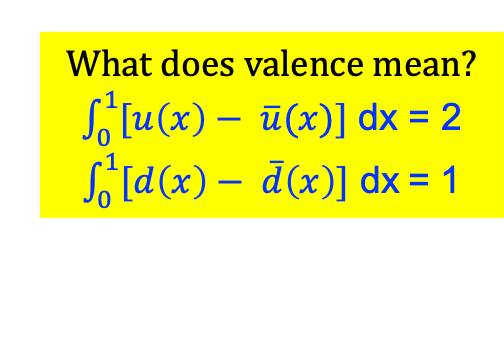 What does valence mean?
∫₀¹[u(x) − ū(x)] dx = 2
∫₀¹[d(x) − d̄(x)] dx = 1